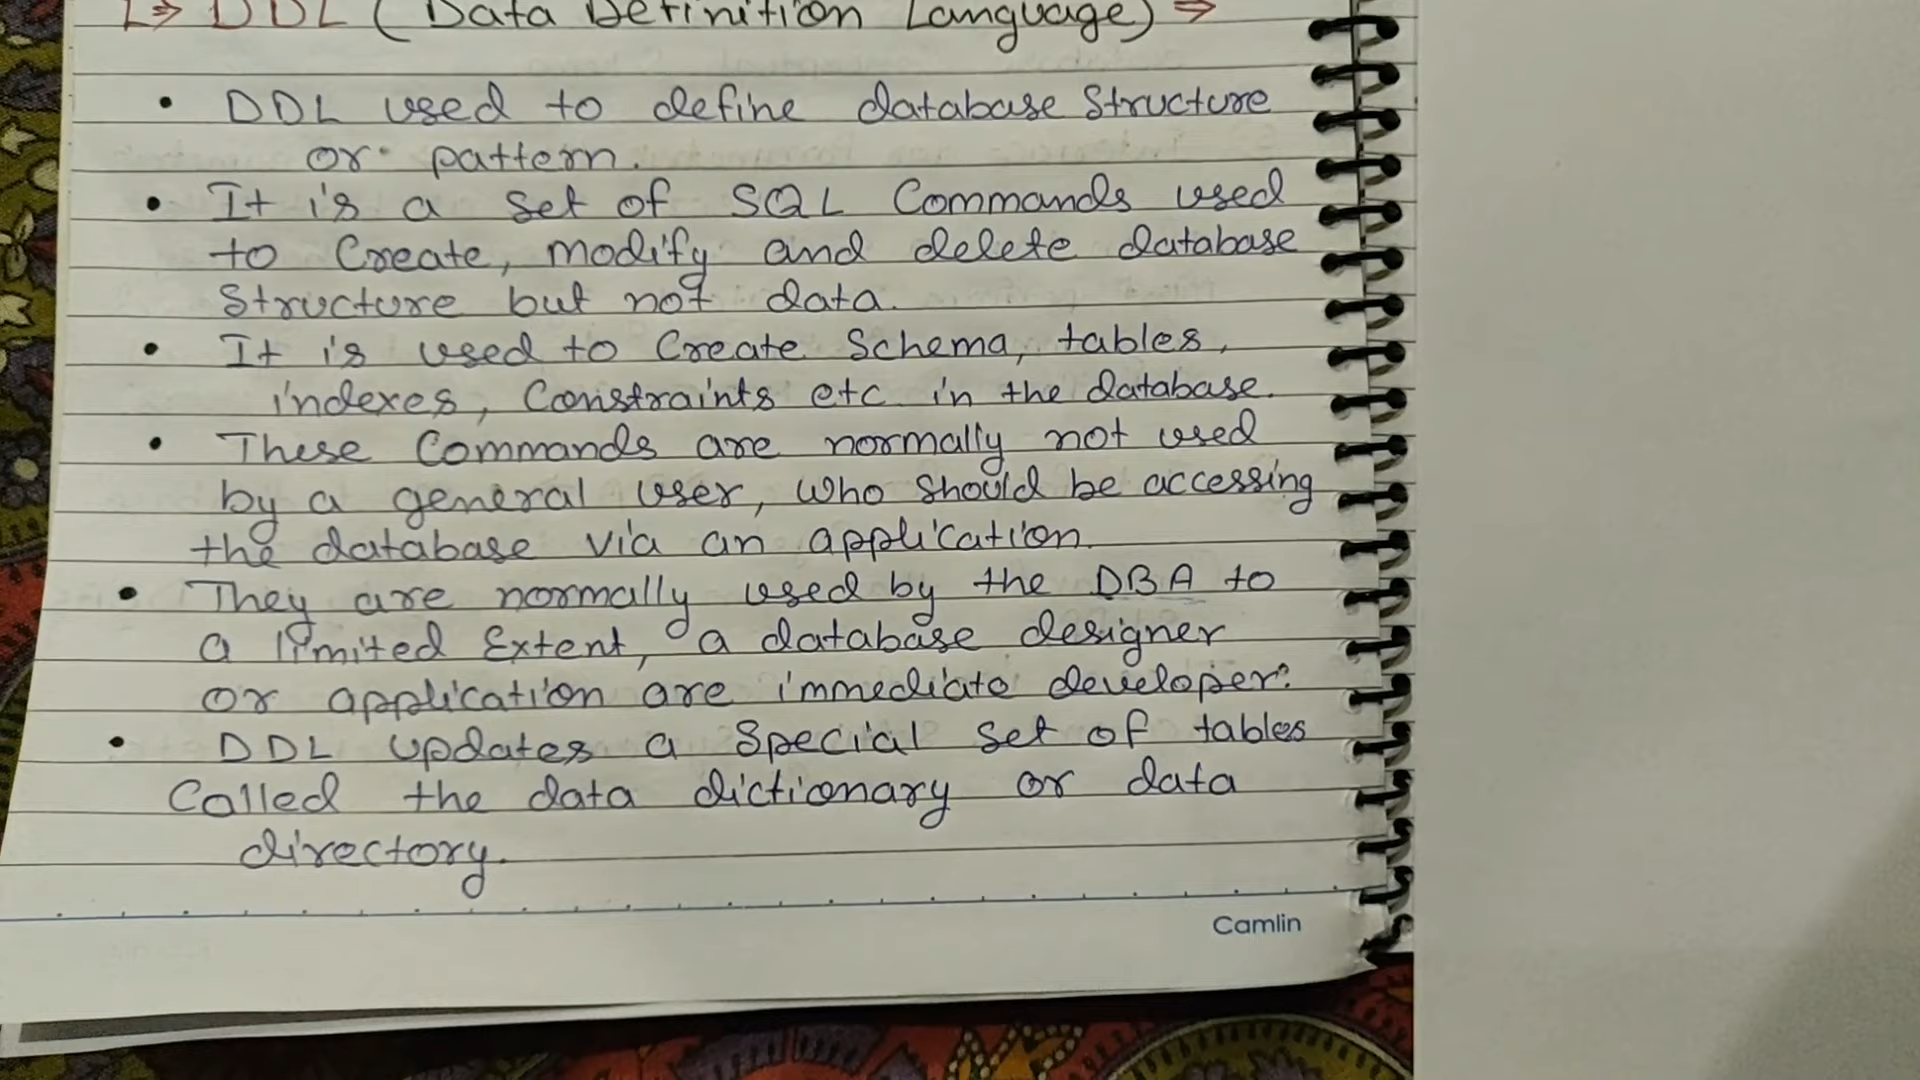 ↳ DDL (Data Definition Language) ⇒
• DDL used to define database Structure
or pattern.
• It is a set of SQL Commands used
to Create, modify and delete database
Structure but not data.
• It is used to Create Schema, tables,
indexes, Constraints etc in the database.
• These Commands are normally not used
by a general user, who should be accessing
the database via an application.
• They are normally used by the DBA to
a limited Extent, a database designer
or application are immediate developer.
• DDL updates a Special set of tables
Called the data dictionary or data
directory.
Camlin